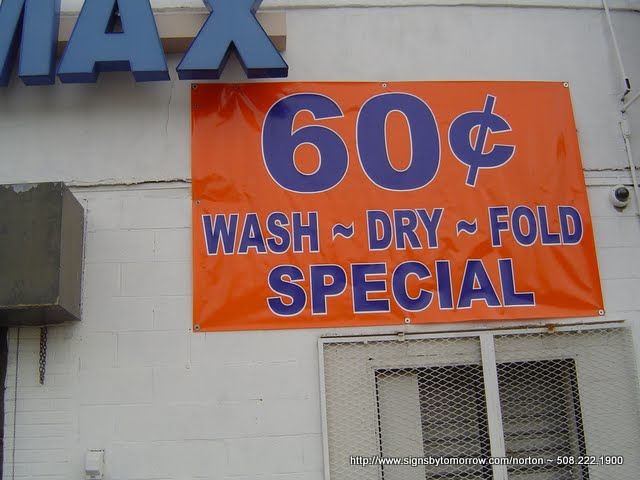 MAX
60¢
WASH ~ DRY ~ FOLD
SPECIAL
http://www.signsbytomorrow.com/norton ~ 508.222.1900